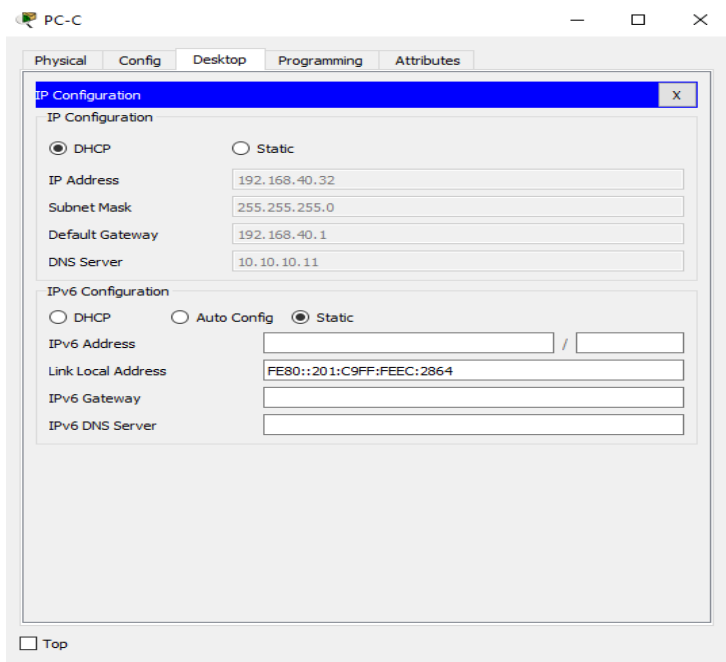 PC-C
Physical Config Desktop Programming Attributes
IP Configuration X
IP Configuration
DHCP Static
IP Address 192.168.40.32
Subnet Mask 255.255.255.0
Default Gateway 192.168.40.1
DNS Server 10.10.10.11
IPv6 Configuration
DHCP Auto Config Static
IPv6 Address /
Link Local Address FE80::201:C9FF:FEEC:2864
IPv6 Gateway
IPv6 DNS Server
Top